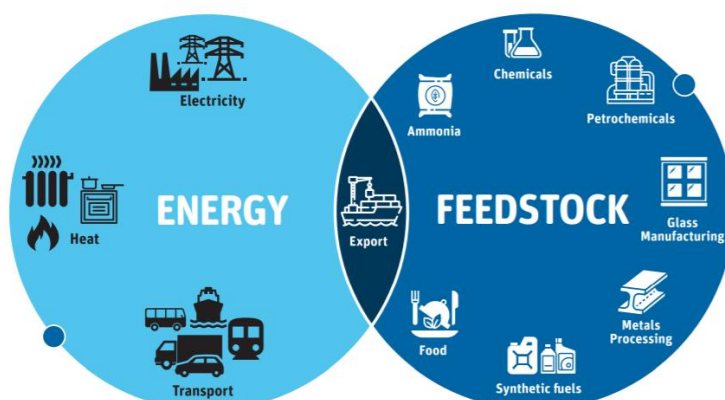 Electricity
Heat
ENERGY
Transport
Export
Chemicals
Ammonia
Petrochemicals
FEEDSTOCK
Glass
Manufacturing
Metals
Processing
Food
Synthetic fuels